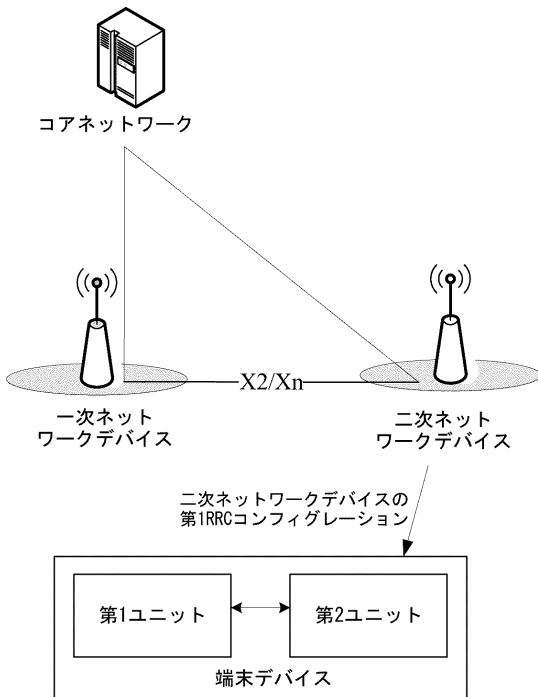 コアネットワーク
X2/Xn
一次ネット
ワークデバイス
二次ネット
ワークデバイス
二次ネットワークデバイスの
第1RRCコンフィグレーション
第1ユニット
第2ユニット
端末デバイス